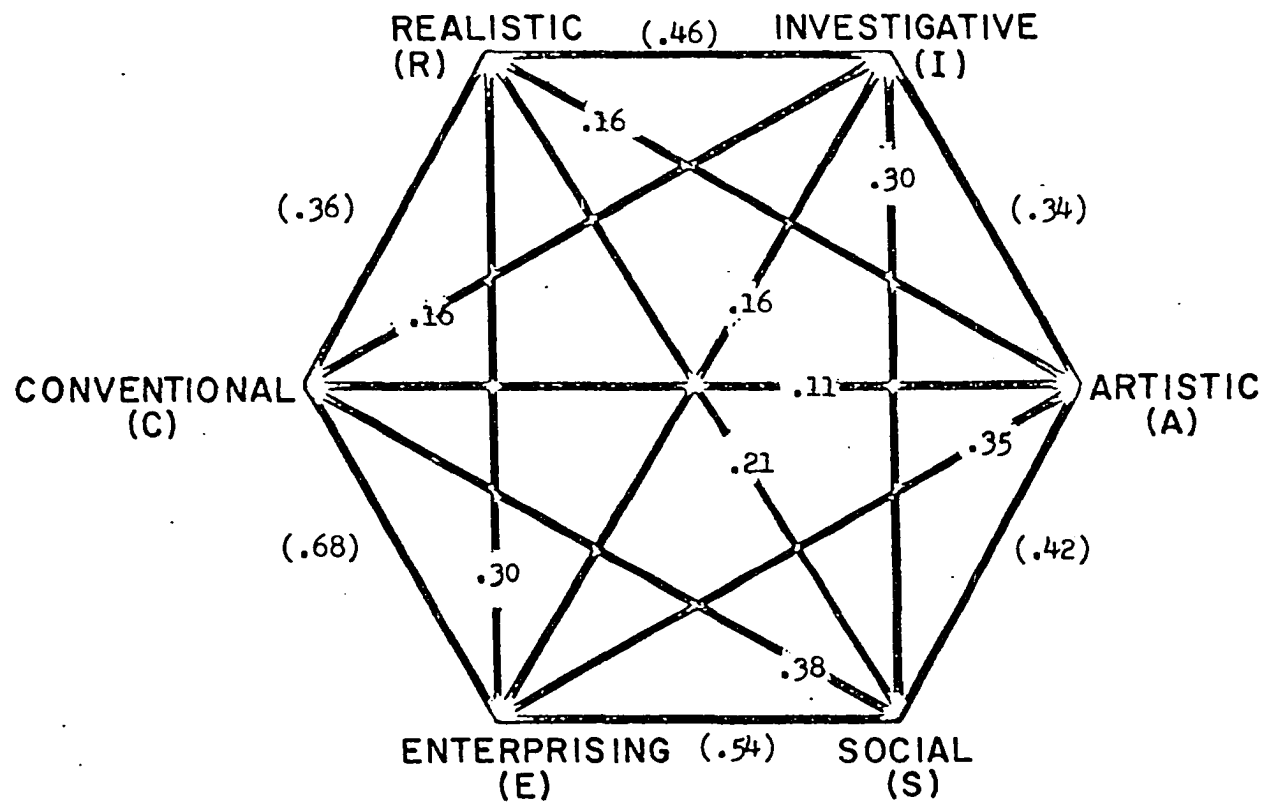 REALISTIC (.46) INVESTIGATIVE
(R) (I)
.16
.30
(.36) (.34)
.16 .16
CONVENTIONAL .11 ARTISTIC
(C) (A)
.35
.21
(.68) (.42)
.30
.38
ENTERPRISING (.54) SOCIAL
(E) (S)